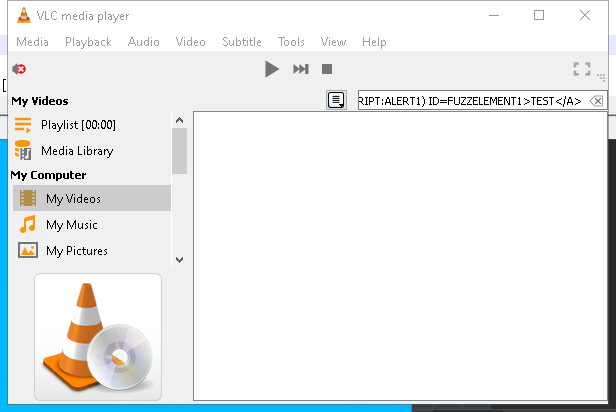 VLC media player
Media Playback Audio Video Subtitle Tools View Help
My Videos
RIPT:ALERT1) ID=FUZZELEMENT1>TEST</A>
Playlist [00:00]
Media Library
My Computer
My Videos
My Music
My Pictures